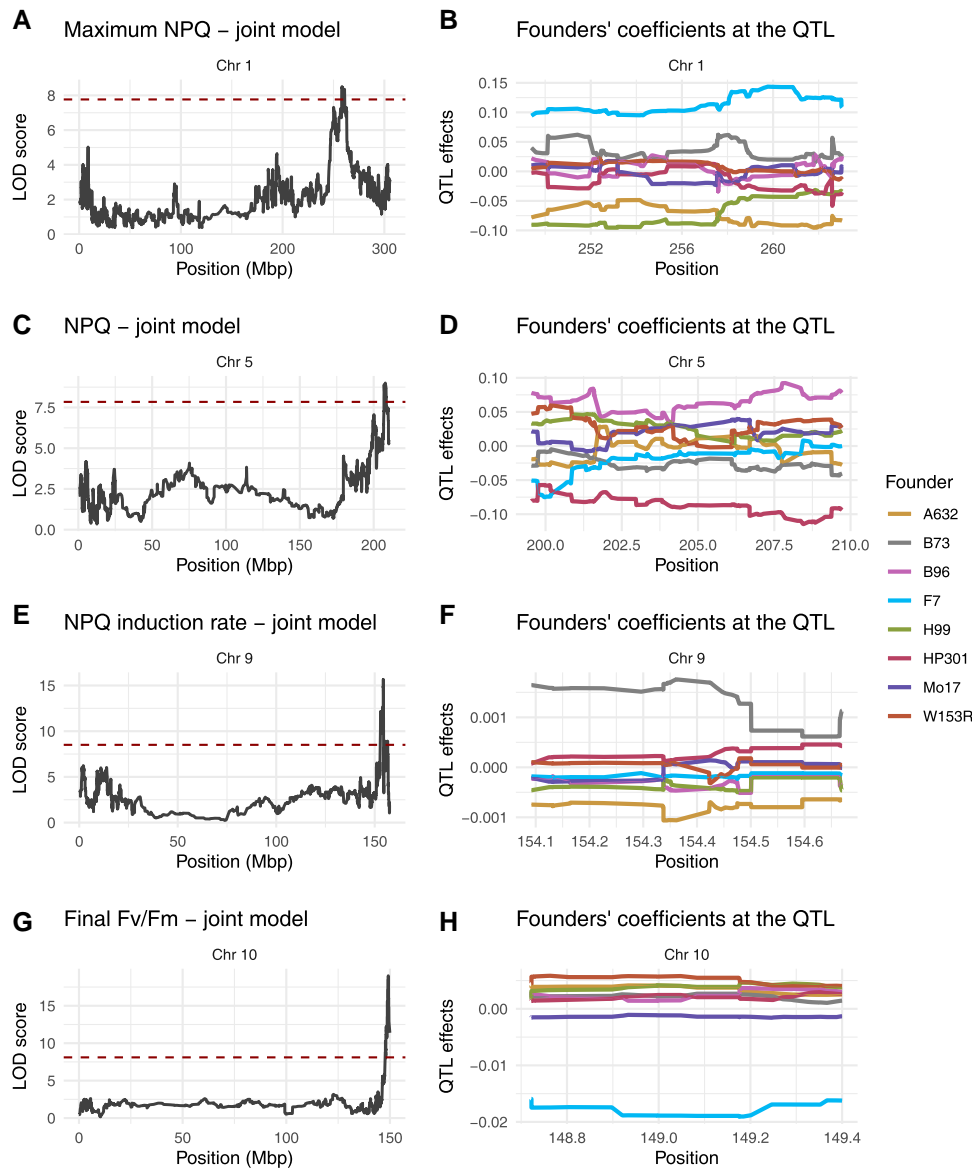 A Maximum NPQ – joint model
Chr 1
LOD score
8
6
4
2
0
0 100 200 300
Position (Mbp)
B Founders' coefficients at the QTL
Chr 1
QTL effects
0.15
0.10
0.05
0.00
−0.05
−0.10
252 256 260
Position
C NPQ – joint model
Chr 5
LOD score
7.5
5.0
2.5
0.0
0 50 100 150 200
Position (Mbp)
D Founders' coefficients at the QTL
Chr 5
QTL effects
0.10
0.05
0.00
−0.05
−0.10
200.0 202.5 205.0 207.5 210.0
Position
E NPQ induction rate – joint model
Chr 9
LOD score
15
10
5
0
0 50 100 150
Position (Mbp)
F Founders' coefficients at the QTL
Chr 9
QTL effects
0.001
0.000
−0.001
154.1 154.2 154.3 154.4 154.5 154.6
Position
G Final Fv/Fm – joint model
Chr 10
LOD score
15
10
5
0
0 50 100 150
Position (Mbp)
H Founders' coefficients at the QTL
Chr 10
QTL effects
0.00
−0.01
−0.02
148.8 149.0 149.2 149.4
Position
Founder
A632
B73
B96
F7
H99
HP301
Mo17
W153R